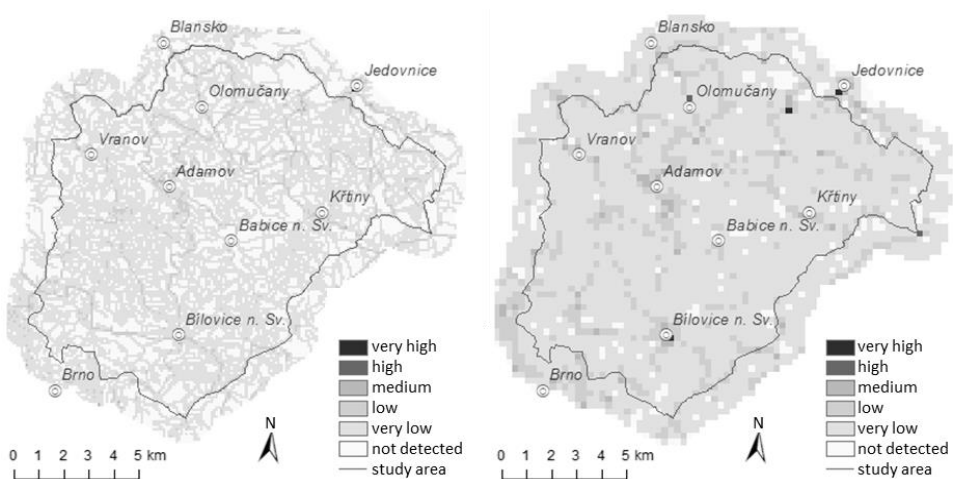 Blansko
Jedovnice
Olomučany
Vranov
Adamov
Křtiny
Babice n. Sv.
Bílovice n. Sv.
Brno
very high
high
medium
low
very low
not detected
study area
N
0 1 2 3 4 5 km
Blansko
Jedovnice
Olomučany
Vranov
Adamov
Křtiny
Babice n. Sv.
Bílovice n. Sv.
Brno
very high
high
medium
low
very low
not detected
study area
N
0 1 2 3 4 5 km